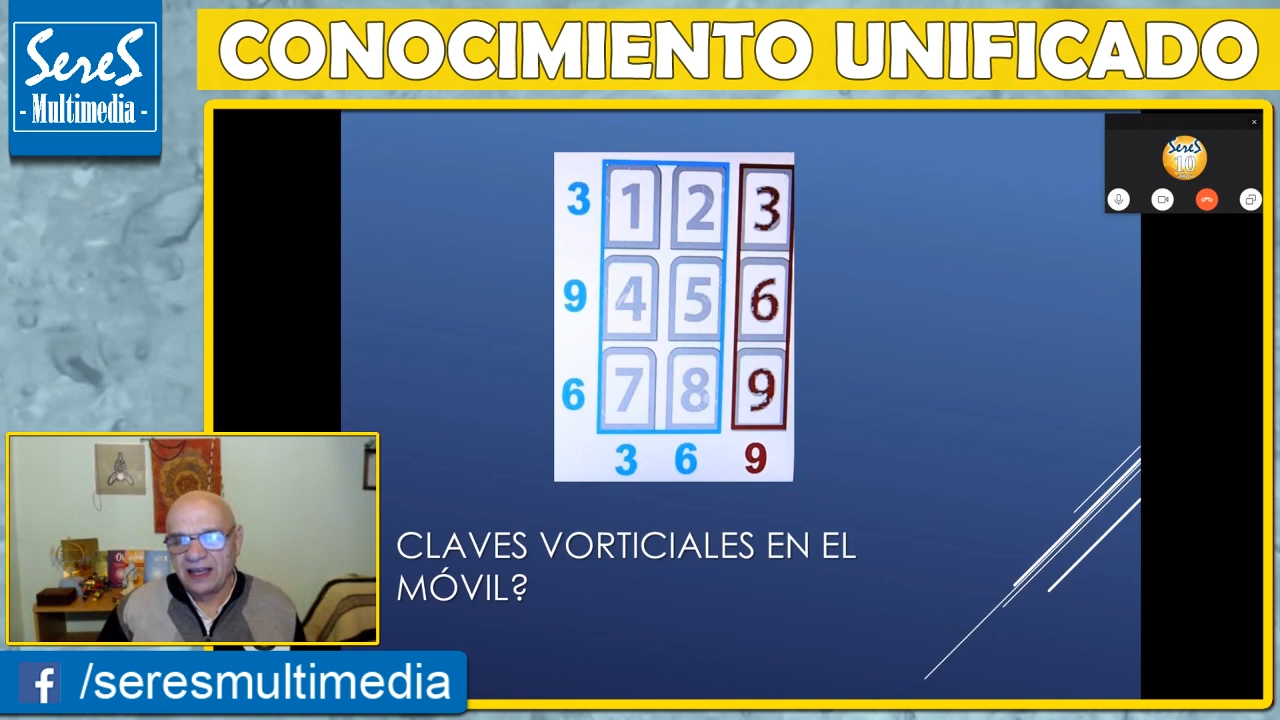 SereS
- Multimedia -
CONOCIMIENTO UNIFICADO
SereS
10
3 1 2 3
9 4 5 6
6 7 8 9
3 6 9
CLAVES VORTICIALES EN EL
MÓVIL?
f /seresmultimedia